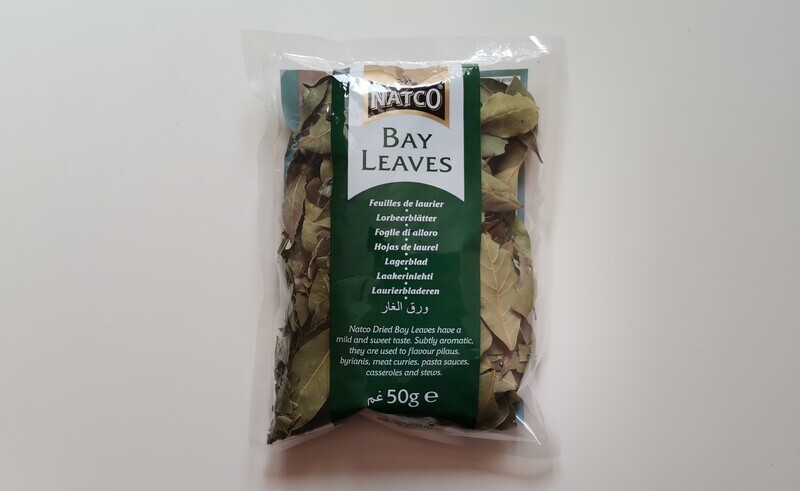 NATCO
BAY
LEAVES
Feuilles de laurier
•
Lorbeerblätter
•
Foglie di alloro
•
Hojas de laurel
•
Lagerblad
•
Laakerinlehti
•
Laurierbladeren
•
ورق الغار
Natco Dried Bay Leaves have a
mild and sweet taste. Subtly aromatic,
they are used to flavour pilaus,
byrianis, meat curries, pasta sauces,
casseroles and stews.
غم 50g e